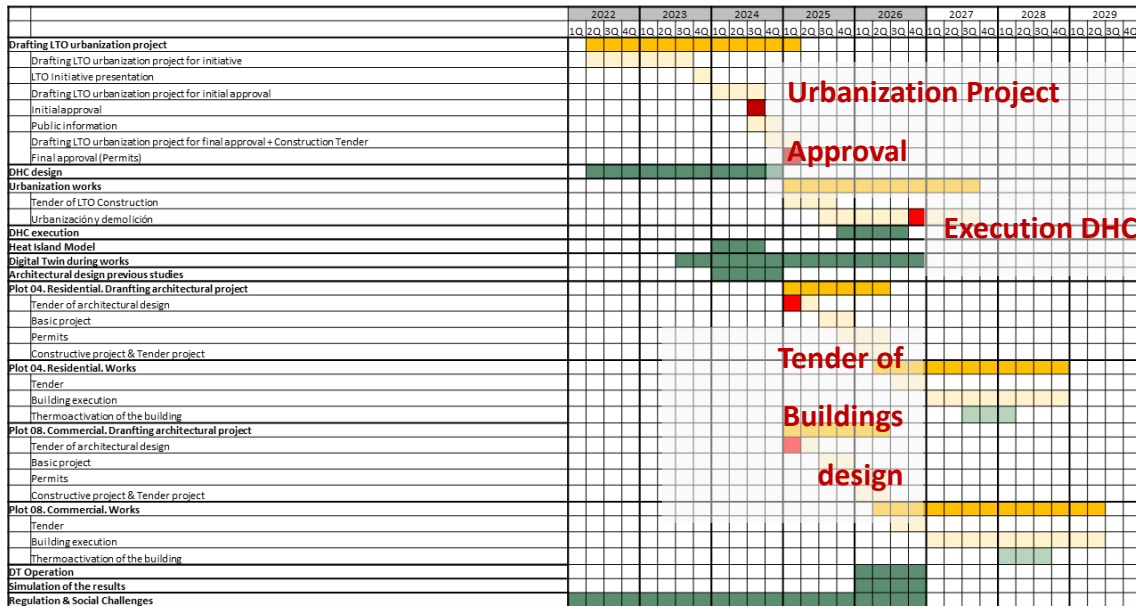 2022 2023 2024 2025 2026 2027 2028 2029
1Q 2Q 3Q 4Q 1Q 2Q 3Q 4Q 1Q 2Q 3Q 4Q 1Q 2Q 3Q 4Q 1Q 2Q 3Q 4Q 1Q 2Q 3Q 4Q 1Q 2Q 3Q 4Q 1Q 2Q 3Q 4Q
Drafting LTO urbanization project
Drafting LTO urbanization project for initiative
LTO Initiative presentation
Drafting LTO urbanization project for initial approval
Urbanization Project
Initial approval
Public information
Drafting LTO urbanization project for final approval + Construction Tender
Final approval (Permits)
Approval
DHC design
Urbanization works
Tender of LTO Construction
Urbanización y demolición
Execution DHC
DHC execution
Heat Island Model
Digital Twin during works
Architectural design previous studies
Plot 04. Residential. Dranfting architectural project
Tender of architectural design
Basic project
Permits
Constructive project & Tender project
Tender of
Plot 04. Residential. Works
Tender
Building execution
Thermoactivation of the building
Buildings
Plot 08. Commercial. Dranfting architectural project
Tender of architectural design
Basic project
design
Permits
Constructive project & Tender project
Plot 08. Commercial. Works
Tender
Building execution
Thermoactivation of the building
DT Operation
Simulation of the results
Regulation & Social Challenges